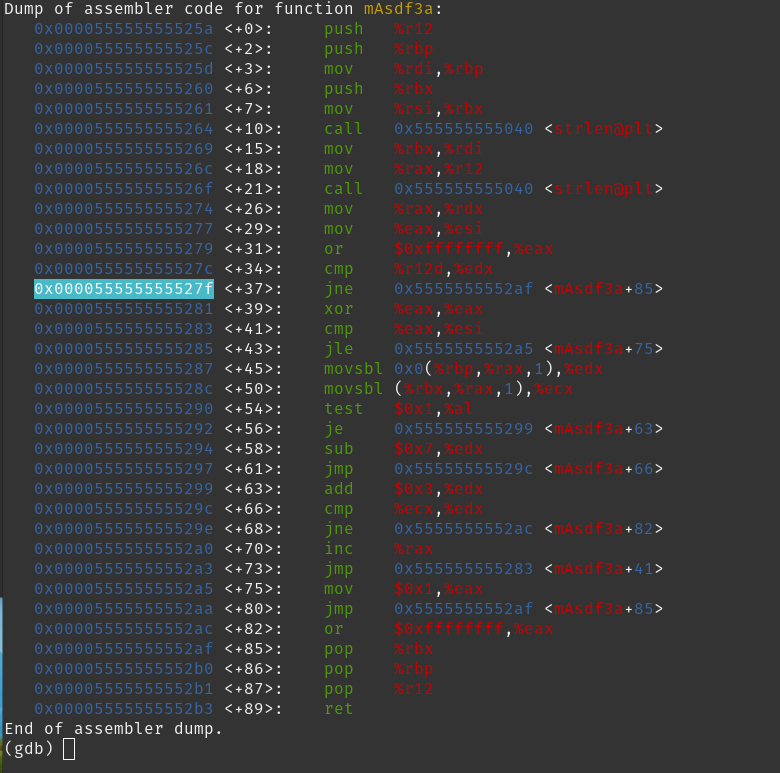 Dump of assembler code for function mAsdf3a:
0x000055555555525a <+0>: push %r12
0x000055555555525c <+2>: push %rbp
0x000055555555525d <+3>: mov %rdi,%rbp
0x0000555555555260 <+6>: push %rbx
0x0000555555555261 <+7>: mov %rsi,%rbx
0x0000555555555264 <+10>: call 0x555555555040 <strlen@plt>
0x0000555555555269 <+15>: mov %rbx,%rdi
0x000055555555526c <+18>: mov %rax,%r12
0x000055555555526f <+21>: call 0x555555555040 <strlen@plt>
0x0000555555555274 <+26>: mov %rax,%rdx
0x0000555555555277 <+29>: mov %eax,%esi
0x0000555555555279 <+31>: or $0xffffffff,%eax
0x000055555555527c <+34>: cmp %r12d,%edx
0x000055555555527f <+37>: jne 0x5555555552af <mAsdf3a+85>
0x0000555555555281 <+39>: xor %eax,%eax
0x0000555555555283 <+41>: cmp %eax,%esi
0x0000555555555285 <+43>: jle 0x5555555552a5 <mAsdf3a+75>
0x0000555555555287 <+45>: movsbl 0x0(%rbp,%rax,1),%edx
0x000055555555528c <+50>: movsbl (%rbx,%rax,1),%ecx
0x0000555555555290 <+54>: test $0x1,%al
0x0000555555555292 <+56>: je 0x555555555299 <mAsdf3a+63>
0x0000555555555294 <+58>: sub $0x7,%edx
0x0000555555555297 <+61>: jmp 0x55555555529c <mAsdf3a+66>
0x0000555555555299 <+63>: add $0x3,%edx
0x000055555555529c <+66>: cmp %ecx,%edx
0x000055555555529e <+68>: jne 0x5555555552ac <mAsdf3a+82>
0x00005555555552a0 <+70>: inc %rax
0x00005555555552a3 <+73>: jmp 0x555555555283 <mAsdf3a+41>
0x00005555555552a5 <+75>: mov $0x1,%eax
0x00005555555552aa <+80>: jmp 0x5555555552af <mAsdf3a+85>
0x00005555555552ac <+82>: or $0xffffffff,%eax
0x00005555555552af <+85>: pop %rbx
0x00005555555552b0 <+86>: pop %rbp
0x00005555555552b1 <+87>: pop %r12
0x00005555555552b3 <+89>: ret
End of assembler dump.
(gdb)